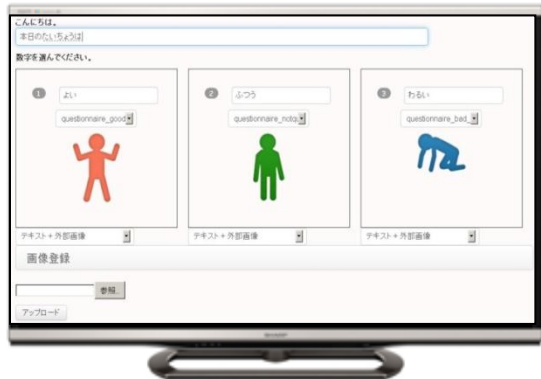 こんにちは。
本日のたいちょうは
数字を選んでください。
1 よい
2 ふつう
3 わるい
questionnaire_good
questionnaire_notg
questionnaire_bad_
テキスト+外部画像
テキスト+外部画像
テキスト+外部画像
画像登録
参照...
アップロード
SHARP